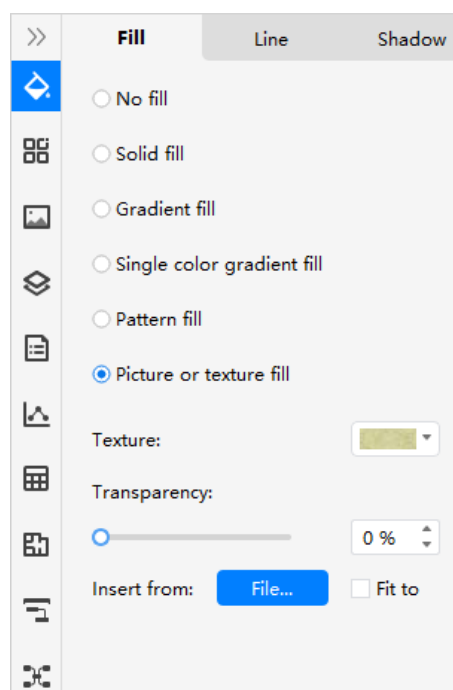 Fill Line Shadow
No fill
Solid fill
Gradient fill
Single color gradient fill
Pattern fill
Picture or texture fill
Texture:
Transparency:
0 %
Insert from: File... Fit to